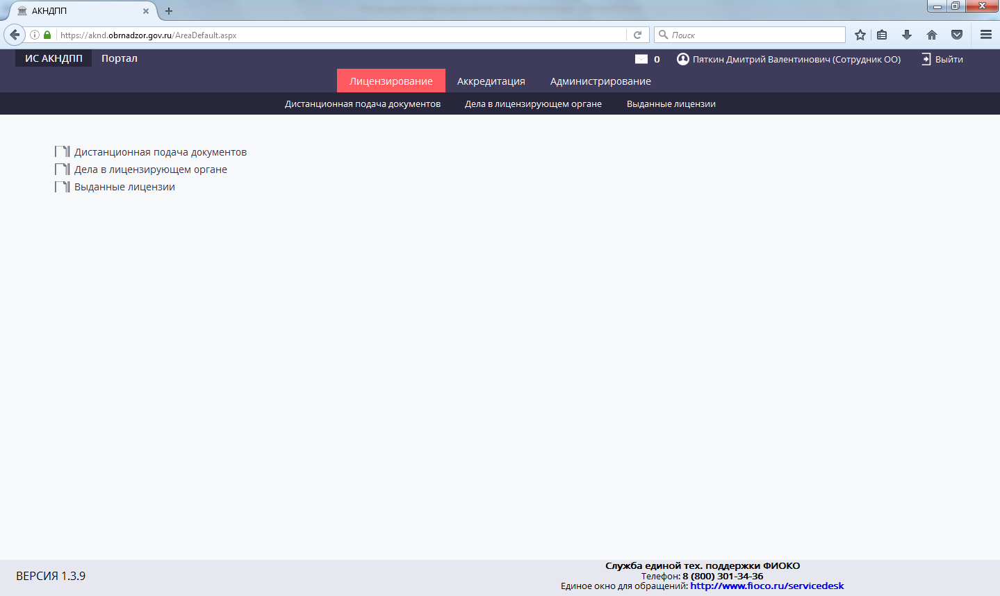 АКНДПП
https://aknd.obrnadzor.gov.ru/AreaDefault.aspx
Поиск
ИС АКНДПП Портал 0 Пяткин Дмитрий Валентинович (Сотрудник ОО) Выйти
Лицензирование Аккредитация Администрирование
Дистанционная подача документов Дела в лицензирующем органе Выданные лицензии
Дистанционная подача документов
Дела в лицензирующем органе
Выданные лицензии
ВЕРСИЯ 1.3.9
Служба единой тех. поддержки ФИОКО
Телефон: 8 (800) 301-34-36
Единое окно для обращений: http://www.fioco.ru/servicedesk